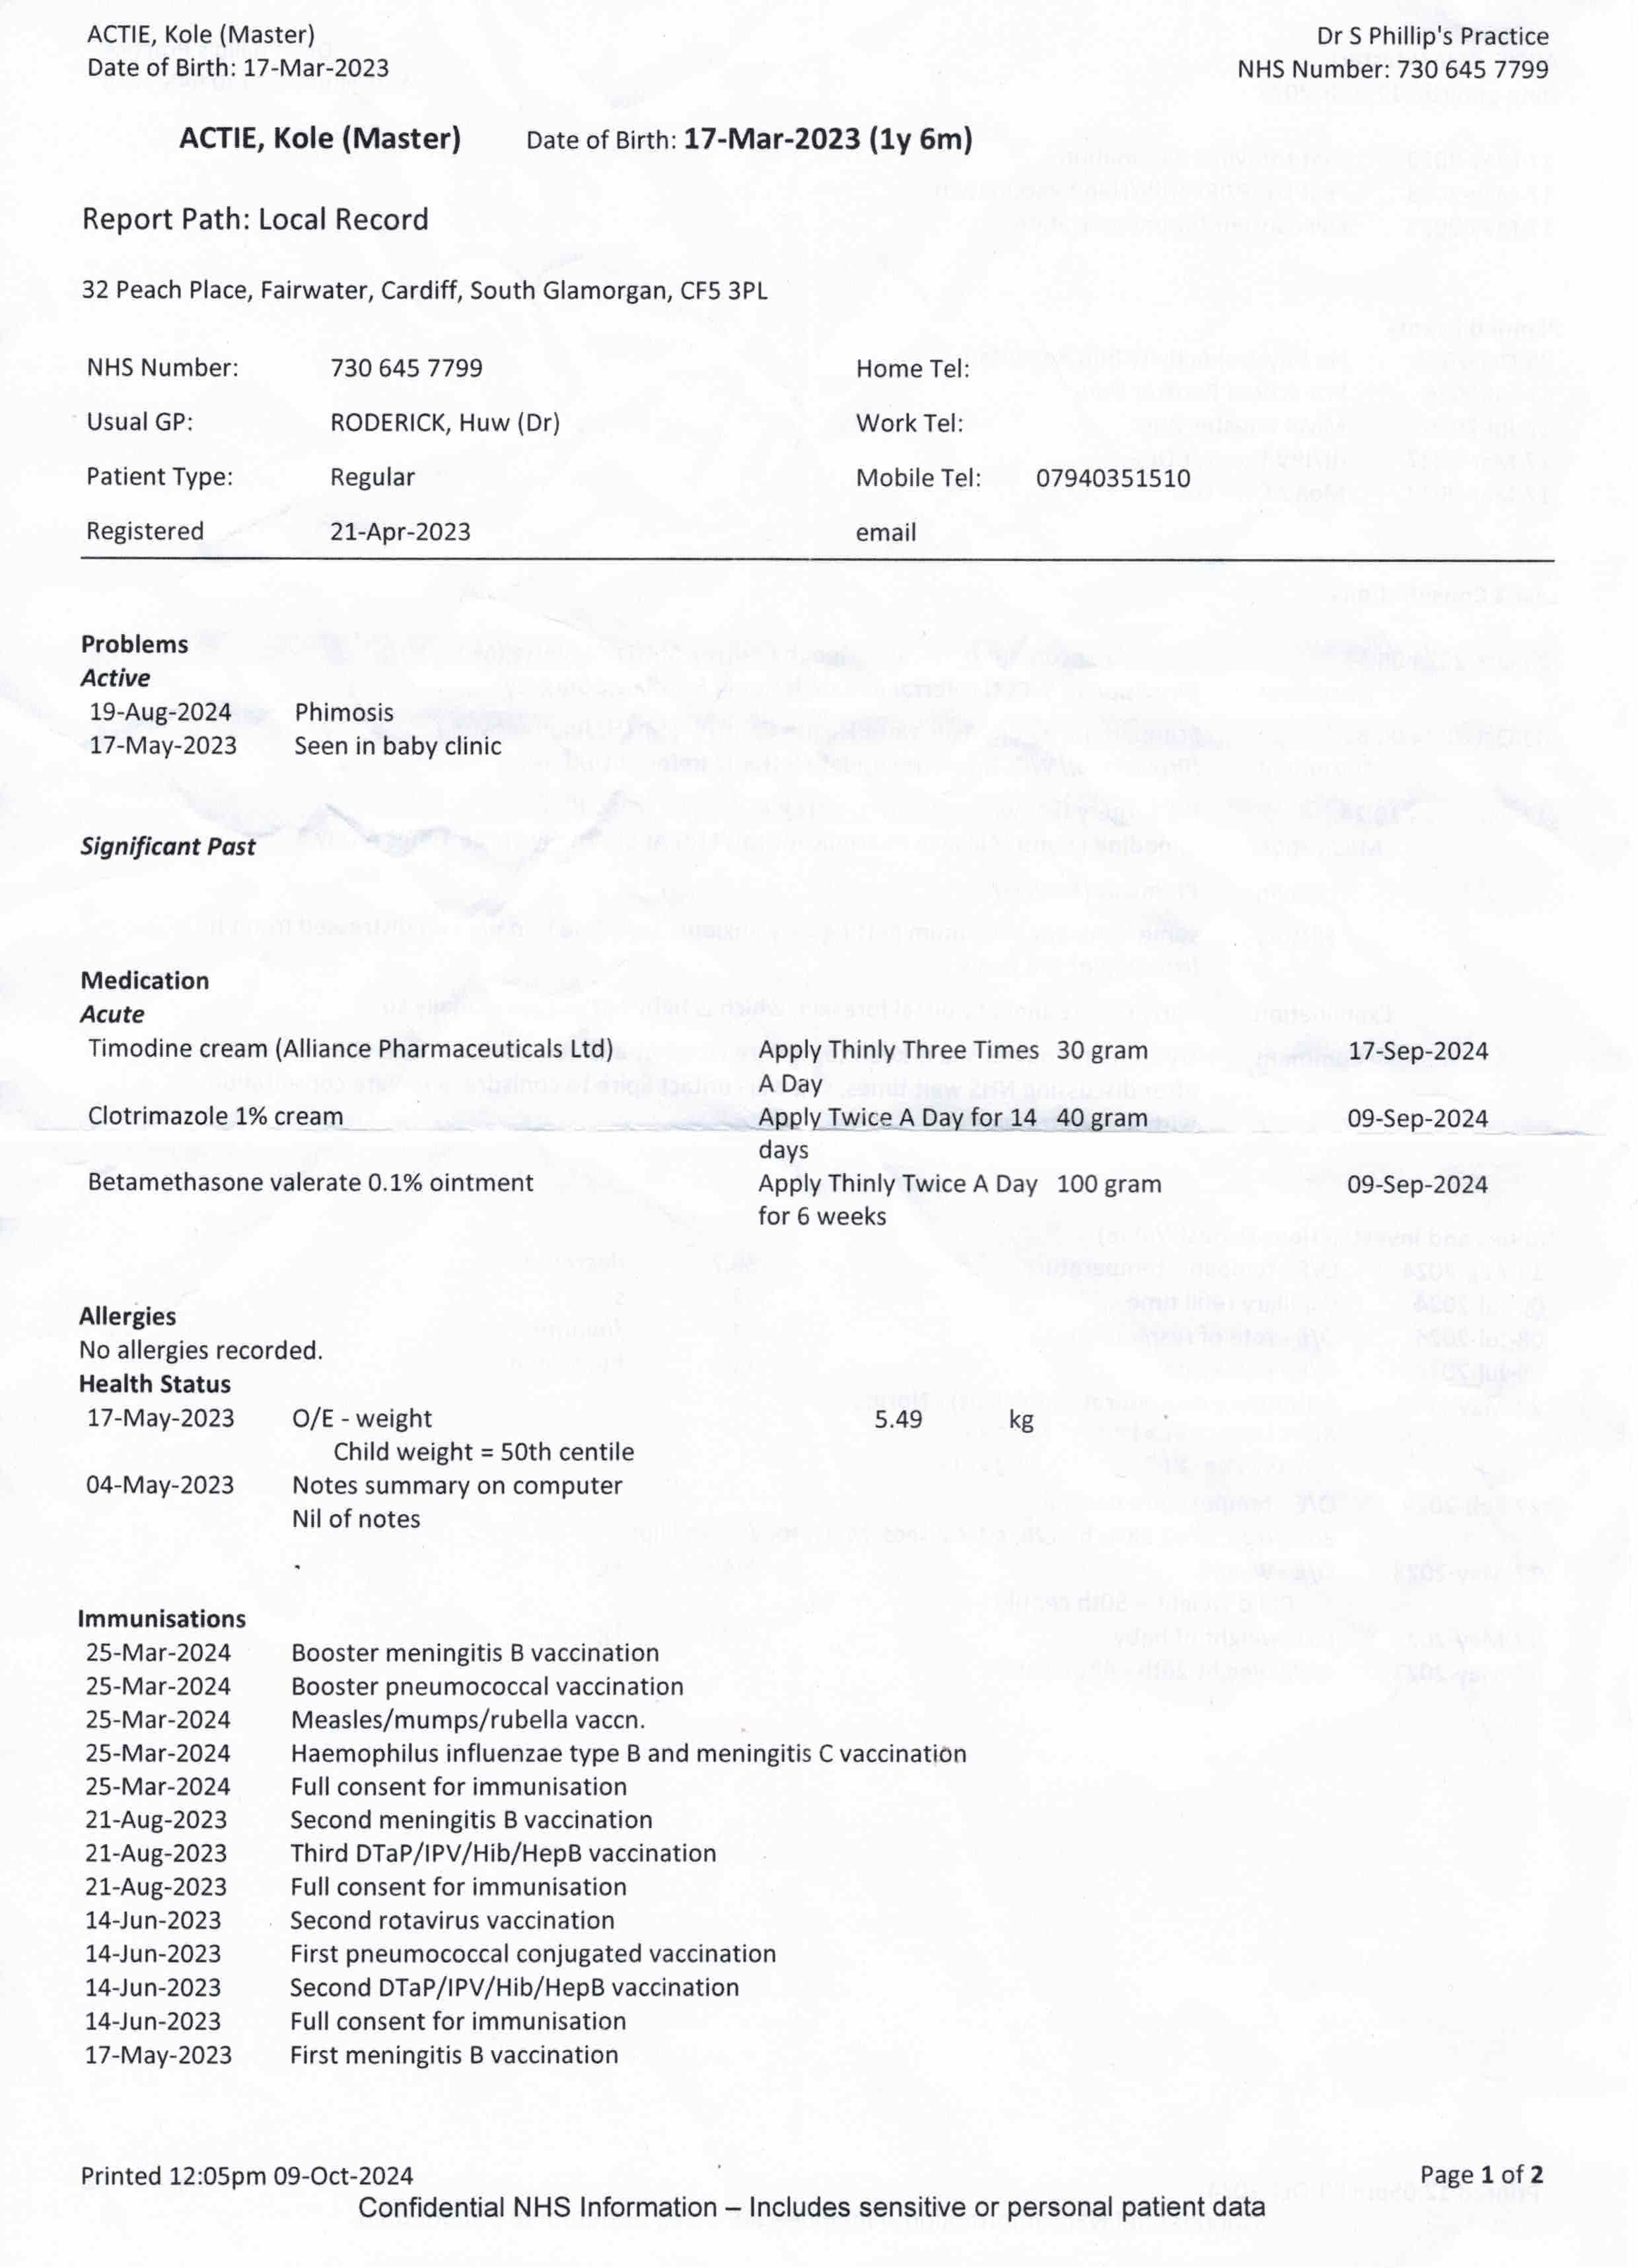 ACTIE, Kole (Master) Dr S Phillip's Practice
Date of Birth: 17-Mar-2023 NHS Number: 730 645 7799
ACTIE, Kole (Master) Date of Birth: 17-Mar-2023 (1y 6m)
Report Path: Local Record
32 Peach Place, Fairwater, Cardiff, South Glamorgan, CF5 3PL
NHS Number: 730 645 7799 Home Tel:
Usual GP: RODERICK, Huw (Dr) Work Tel:
Patient Type: Regular Mobile Tel: 07940351510
Registered 21-Apr-2023 email
Problems
Active
19-Aug-2024 Phimosis
17-May-2023 Seen in baby clinic
Significant Past
Medication
Acute
Timodine cream (Alliance Pharmaceuticals Ltd) Apply Thinly Three Times 30 gram 17-Sep-2024
A Day
Clotrimazole 1% cream Apply Twice A Day for 14 40 gram 09-Sep-2024
days
Betamethasone valerate 0.1% ointment Apply Thinly Twice A Day 100 gram 09-Sep-2024
for 6 weeks
Allergies
No allergies recorded.
Health Status
17-May-2023 O/E - weight 5.49 kg
Child weight = 50th centile
04-May-2023 Notes summary on computer
Nil of notes
Immunisations
25-Mar-2024 Booster meningitis B vaccination
25-Mar-2024 Booster pneumococcal vaccination
25-Mar-2024 Measles/mumps/rubella vaccn.
25-Mar-2024 Haemophilus influenzae type B and meningitis C vaccination
25-Mar-2024 Full consent for immunisation
21-Aug-2023 Second meningitis B vaccination
21-Aug-2023 Third DTaP/IPV/Hib/HepB vaccination
21-Aug-2023 Full consent for immunisation
14-Jun-2023 Second rotavirus vaccination
14-Jun-2023 First pneumococcal conjugated vaccination
14-Jun-2023 Second DTaP/IPV/Hib/HepB vaccination
14-Jun-2023 Full consent for immunisation
17-May-2023 First meningitis B vaccination
Printed 12:05pm 09-Oct-2024 Page 1 of 2
Confidential NHS Information – Includes sensitive or personal patient data